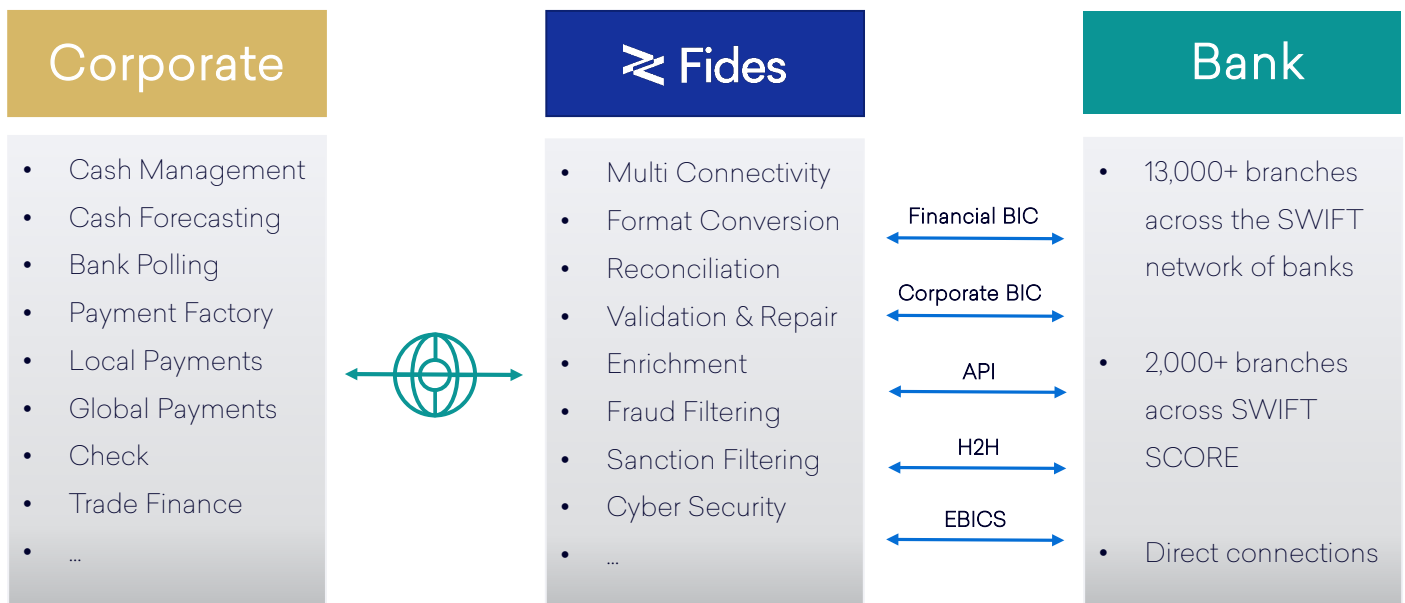 Corporate
• Cash Management
• Cash Forecasting
• Bank Polling
• Payment Factory
• Local Payments
• Global Payments
• Check
• Trade Finance
• ...
Fides
• Multi Connectivity
• Format Conversion
• Reconciliation
• Validation & Repair
• Enrichment
• Fraud Filtering
• Sanction Filtering
• Cyber Security
• ...
Financial BIC
Corporate BIC
API
H2H
EBICS
Bank
• 13,000+ branches
across the SWIFT
network of banks
• 2,000+ branches
across SWIFT
SCORE
• Direct connections